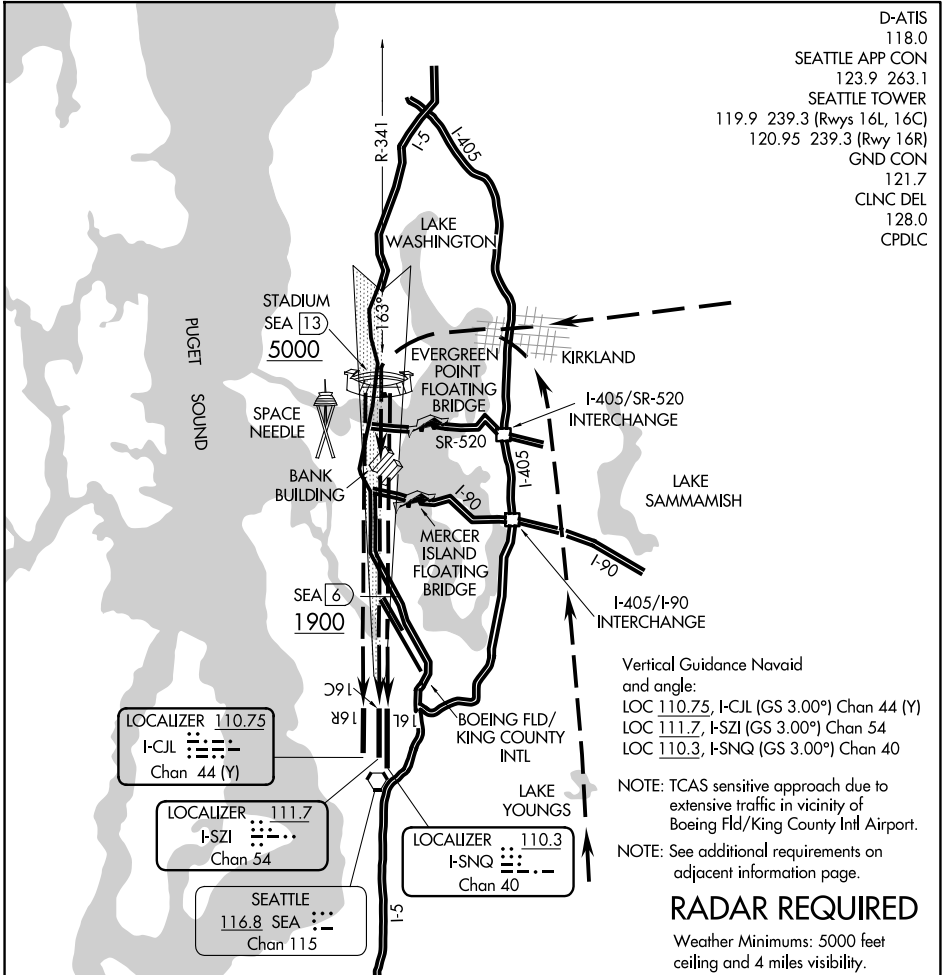 D-ATIS
118.0
SEATTLE APP CON
123.9 263.1
SEATTLE TOWER
119.9 239.3 (Rwys 16L, 16C)
120.95 239.3 (Rwy 16R)
GND CON
121.7
CLNC DEL
128.0
CPDLC
R-341
I-5
I-405
LAKE
WASHINGTON
163°
STADIUM
SEA 13
5000
PUGET SOUND
EVERGREEN
POINT
FLOATING
BRIDGE
KIRKLAND
SPACE
NEEDLE
I-405/SR-520
INTERCHANGE
SR-520
I-405
BANK
BUILDING
I-90
LAKE
SAMMAMISH
MERCER
ISLAND
FLOATING
BRIDGE
I-90
SEA 6
1900
I-405/I-90
INTERCHANGE
16C
16R
16L
BOEING FLD/
KING COUNTY
INTL
Vertical Guidance Navaid
and angle:
LOC 110.75, I-CJL (GS 3.00°) Chan 44 (Y)
LOC 111.7, I-SZI (GS 3.00°) Chan 54
LOC 110.3, I-SNQ (GS 3.00°) Chan 40
LOCALIZER 110.75
I-CJL
Chan 44 (Y)
LAKE
YOUNGS
NOTE: TCAS sensitive approach due to
extensive traffic in vicinity of
Boeing Fld/King County Intl Airport.
LOCALIZER 111.7
I-SZI
Chan 54
LOCALIZER 110.3
I-SNQ
Chan 40
NOTE: See additional requirements on
adjacent information page.
SEATTLE
116.8 SEA
Chan 115
I-5
RADAR REQUIRED
Weather Minimums: 5000 feet
ceiling and 4 miles visibility.